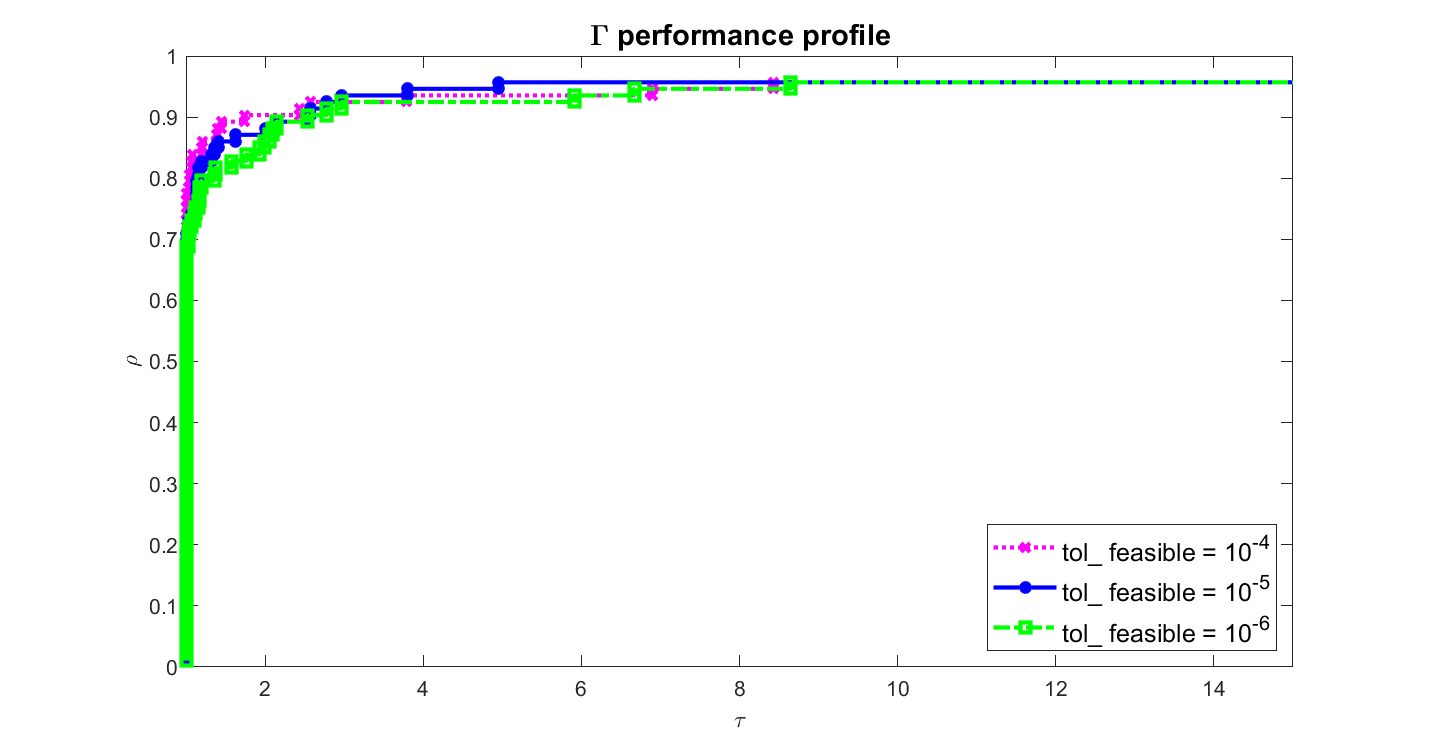 Γ performance profile
1
0.9
0.8
0.7
0.6
0.5
0.4
0.3
0.2
0.1
0
ρ
2 4 6 8 10 12 14
τ
tol_ feasible = 10^-4
tol_ feasible = 10^-5
tol_ feasible = 10^-6